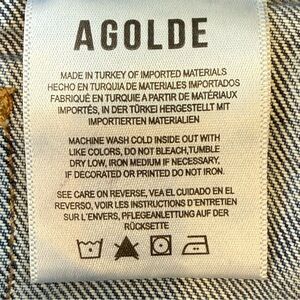 AGOLDE
MADE IN TURKEY OF IMPORTED MATERIALS
HECHO EN TURQUIA DE MATERIALES IMPORTADOS
FABRIQUÉ EN TURQUIE A PARTIR DE MATÉRIAUX
IMPORTÉS, IN DER TÜRKEI HERGESTELLT MIT
IMPORTIERTEN MATERIALIEN
MACHINE WASH COLD INSIDE OUT WITH
LIKE COLORS, DO NOT BLEACH,TUMBLE
DRY LOW, IRON MEDIUM IF NECESSARY,
IF DECORATED OR PRINTED DO NOT IRON.
SEE CARE ON REVERSE, VEA EL CUIDADO EN EL
REVERSO, VOIR LES INSTRUCTIONS D'ENTRETIEN
SUR L'ENVERS, PFLEGEANLEITUNG AUF DER
RÜCKSETTE